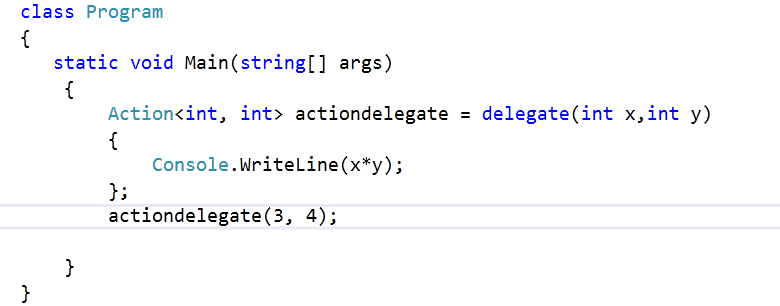 class Program
{
static void Main(string[] args)
{
Action<int, int> actiondelegate = delegate(int x,int y)
{
Console.WriteLine(x*y);
};
actiondelegate(3, 4);
}
}